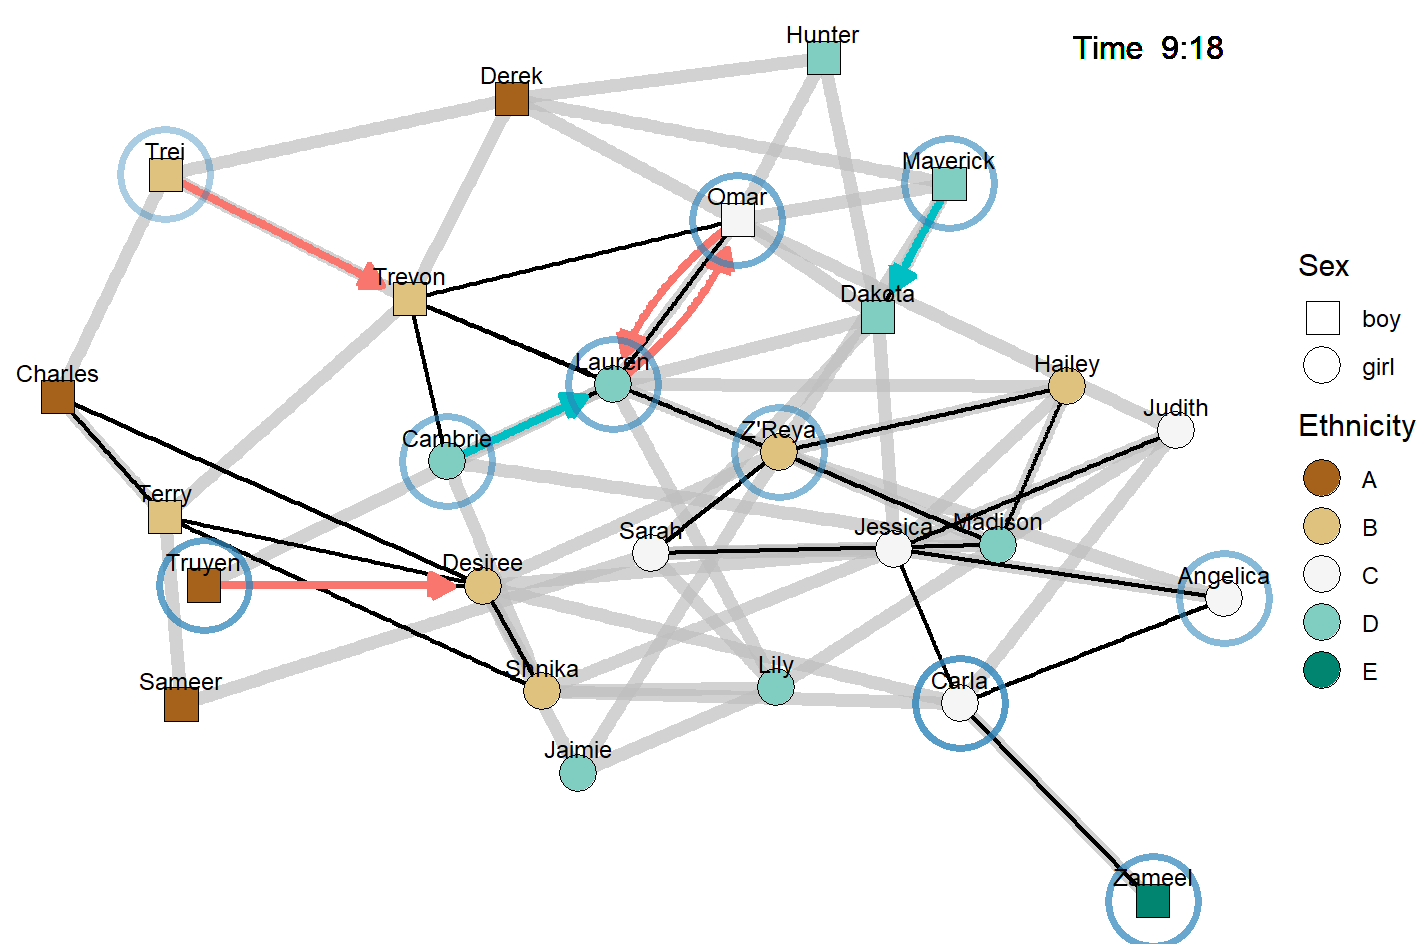 Hunter
Time 9:18
Derek
Trei
Maverick
Omar
Trevon
Dakota
Lauren
Hailey
Charles
Judith
Cambrie
Z'Reya
Terry
Sarah
Jessica
Madison
Truyen
Desiree
Angelica
Shnika
Lily
Sameer
Carla
Jaimie
Zameel
Sex
boy
girl
Ethnicity
A
B
C
D
E